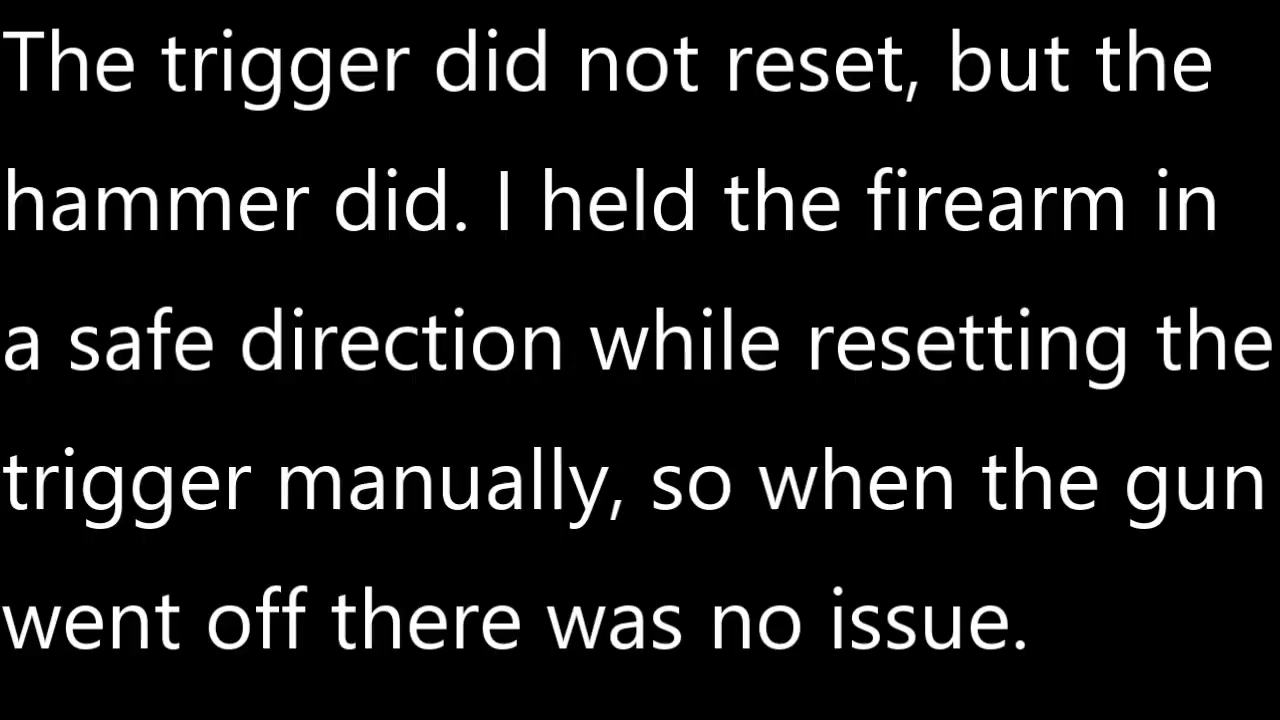 The trigger did not reset, but the
hammer did. I held the firearm in
a safe direction while resetting the
trigger manually, so when the gun
went off there was no issue.